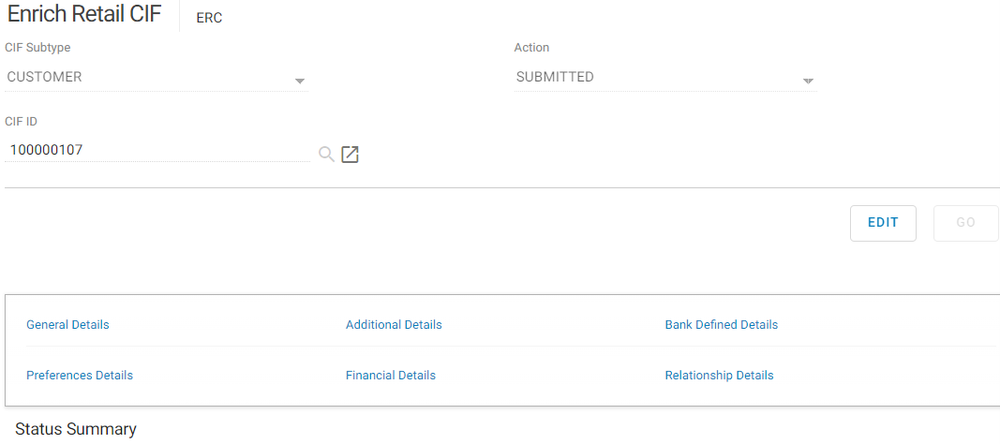 Enrich Retail CIF ERC
CIF Subtype Action
CUSTOMER SUBMITTED
CIF ID
100000107
EDIT GO
General Details Additional Details Bank Defined Details
Preferences Details Financial Details Relationship Details
Status Summary